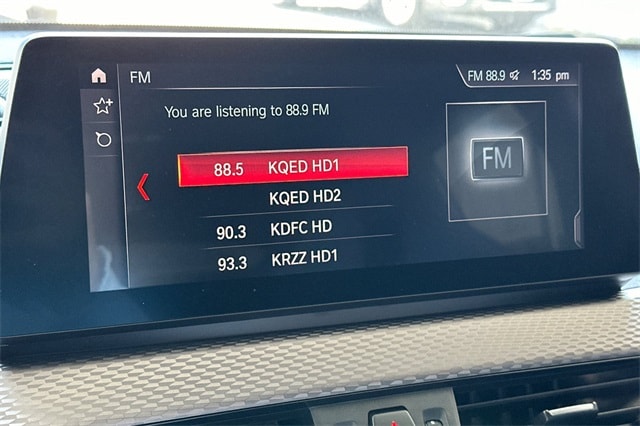 FM
FM 88.9 1:35 pm
You are listening to 88.9 FM
88.5 KQED HD1
KQED HD2
90.3 KDFC HD
93.3 KRZZ HD1
FM